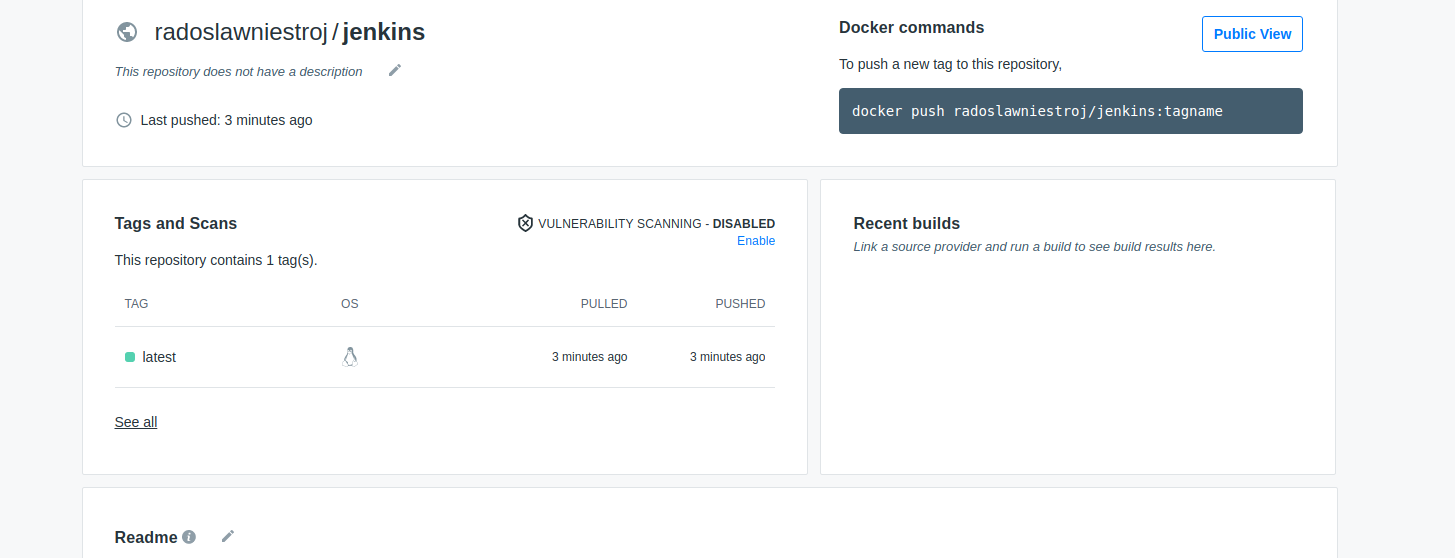 radoslawniestroj / jenkins
This repository does not have a description
Last pushed: 3 minutes ago
Docker commands
Public View
To push a new tag to this repository,
docker push radoslawniestroj/jenkins:tagname
Tags and Scans
VULNERABILITY SCANNING - DISABLED
Enable
This repository contains 1 tag(s).
TAG OS PULLED PUSHED
latest 3 minutes ago 3 minutes ago
See all
Recent builds
Link a source provider and run a build to see build results here.
Readme